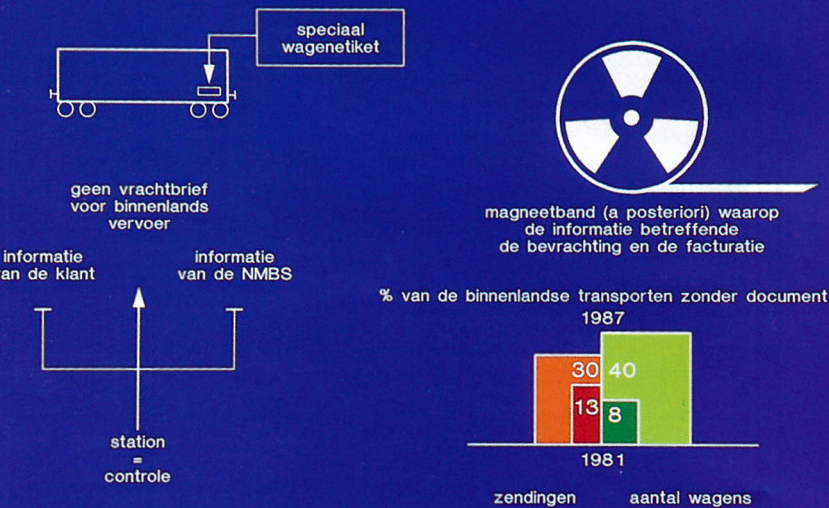 speciaal
wagenetiket
geen vrachtbrief
voor binnenlands
vervoer
informatie
van de klant
informatie
van de NMBS
station
=
controle
magneetband (a posteriori) waarop
de informatie betreffende
de bevrachting en de facturatie
% van de binnenlandse transporten zonder document
1987
30 40
13 8
1981
zendingen aantal wagens